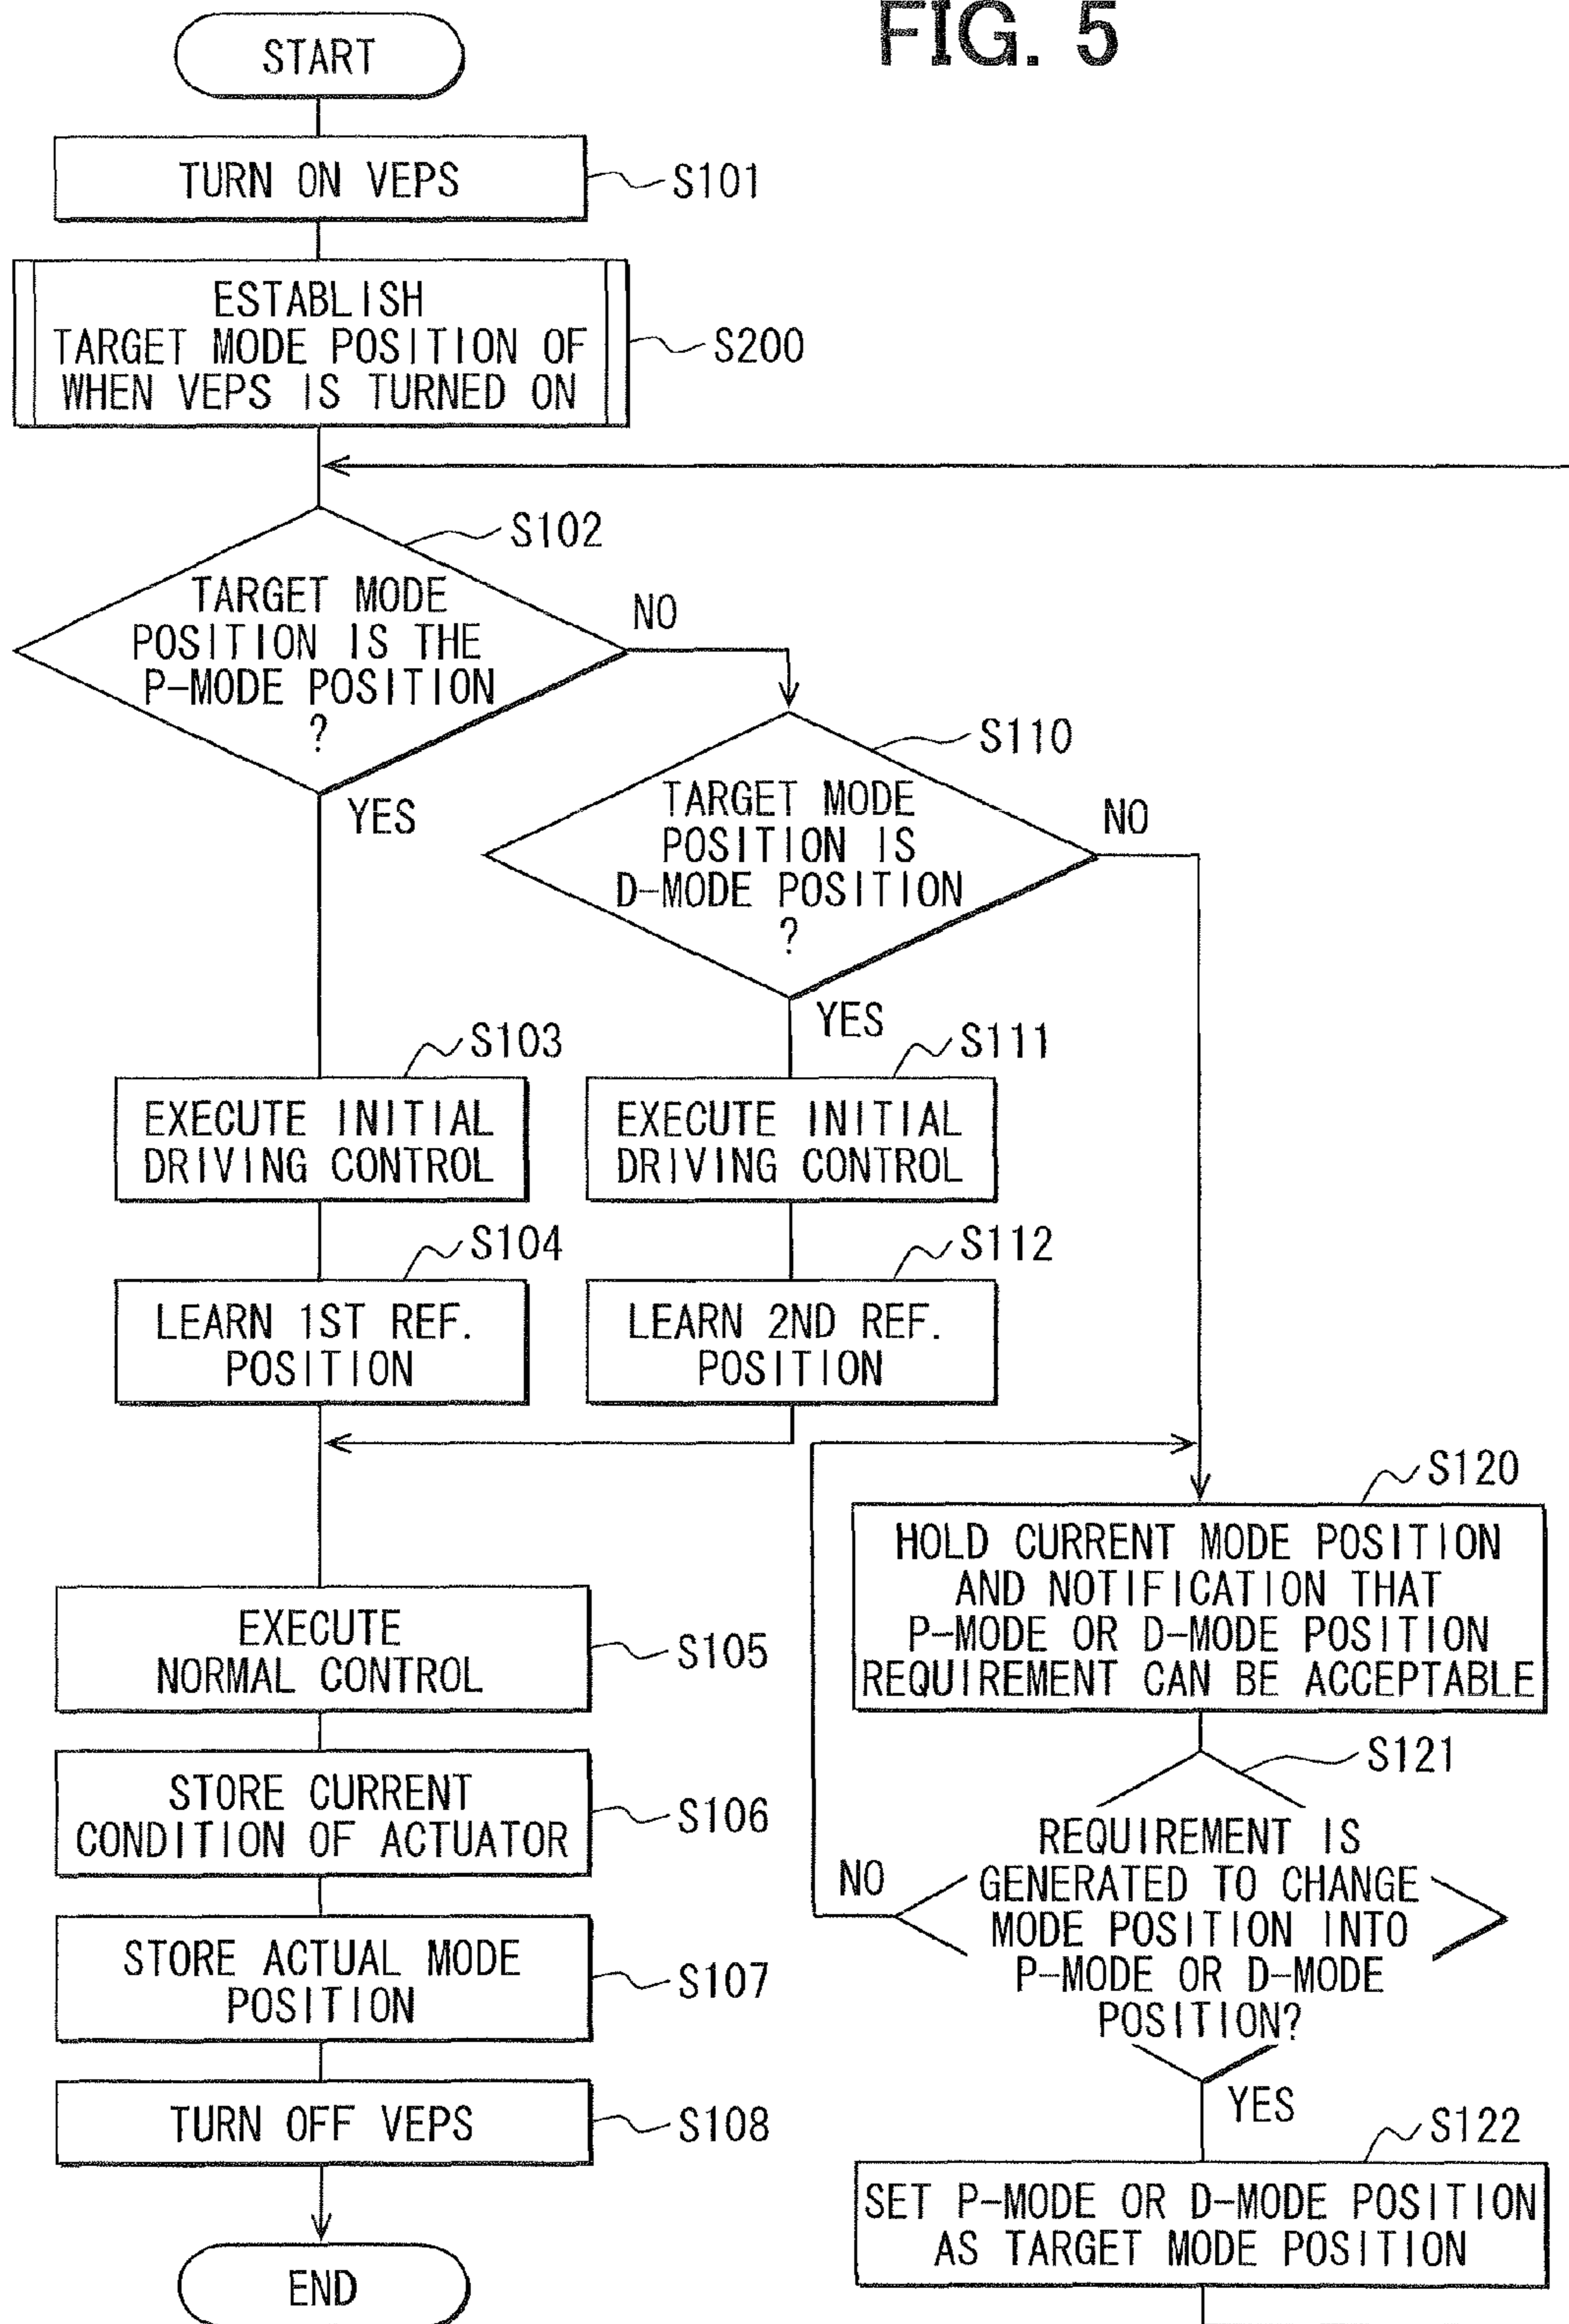 FIG. 5
START
TURN ON VEPS
S101
ESTABLISH
TARGET MODE POSITION OF
WHEN VEPS IS TURNED ON
S200
S102
TARGET MODE
POSITION IS THE
P-MODE POSITION
?
NO
YES
S110
TARGET MODE
POSITION IS
D-MODE POSITION
?
NO
YES
S103
EXECUTE INITIAL
DRIVING CONTROL
S111
EXECUTE INITIAL
DRIVING CONTROL
S104
LEARN 1ST REF.
POSITION
S112
LEARN 2ND REF.
POSITION
S120
HOLD CURRENT MODE POSITION
AND NOTIFICATION THAT
P-MODE OR D-MODE POSITION
REQUIREMENT CAN BE ACCEPTABLE
EXECUTE
NORMAL CONTROL
S105
STORE CURRENT
CONDITION OF ACTUATOR
S106
STORE ACTUAL MODE
POSITION
S107
TURN OFF VEPS
S108
END
S121
REQUIREMENT IS
GENERATED TO CHANGE
MODE POSITION INTO
P-MODE OR D-MODE
POSITION?
NO
YES
S122
SET P-MODE OR D-MODE POSITION
AS TARGET MODE POSITION